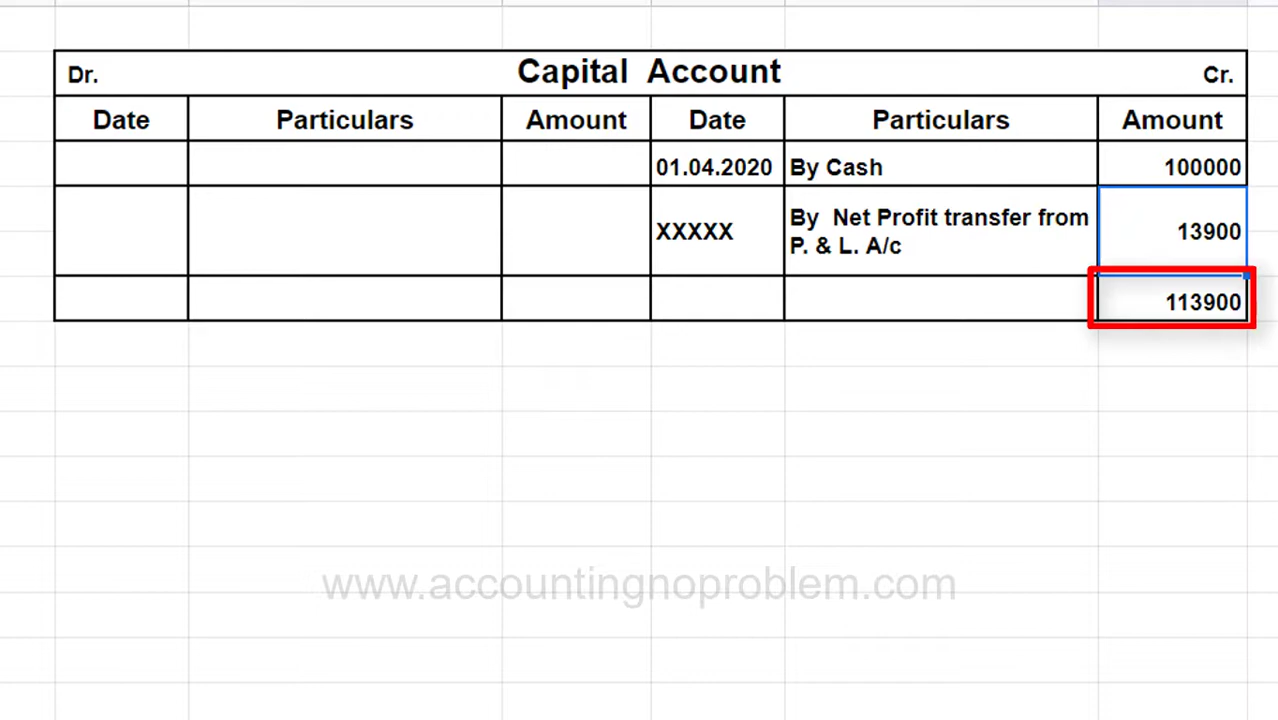 Dr. Capital Account Cr.
Date Particulars Amount Date Particulars Amount
01.04.2020 By Cash 100000
XXXXX By Net Profit transfer from P. & L. A/c 13900
113900
www.accountingnoproblem.com